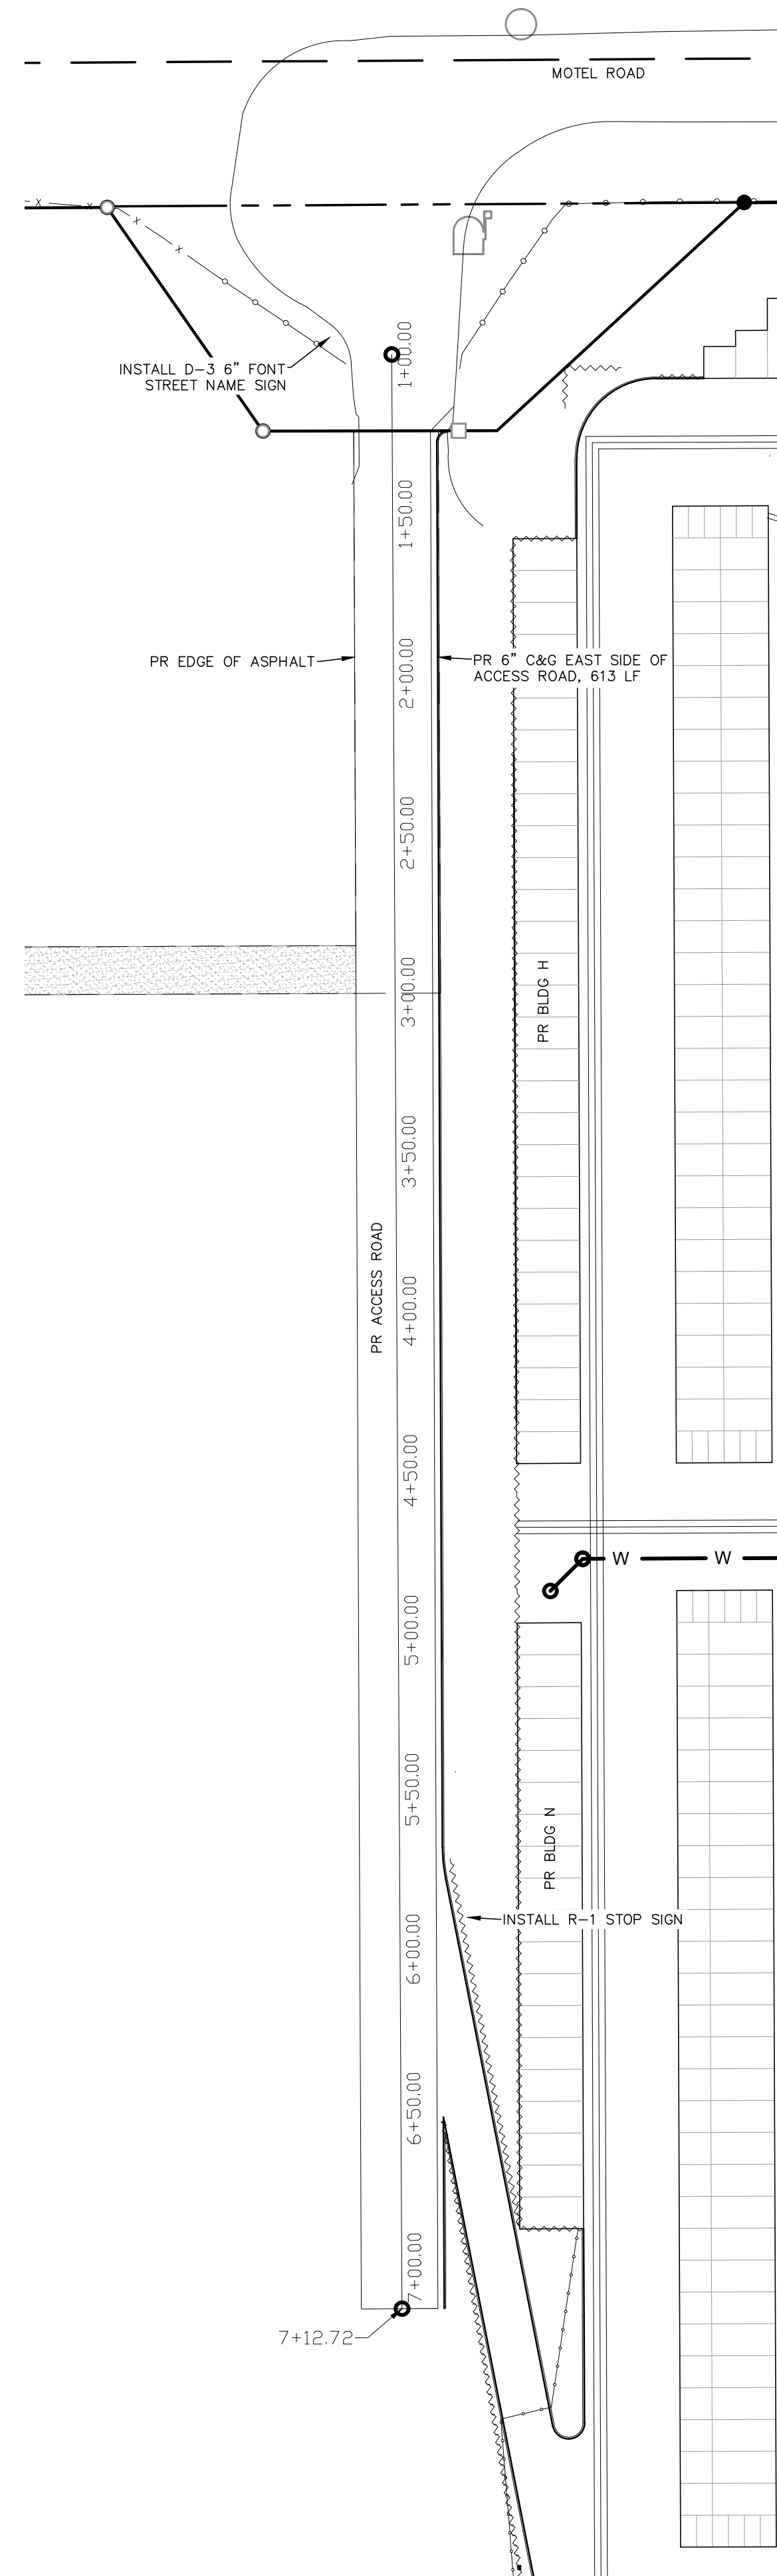 MOTEL ROAD
x
x
x
x
INSTALL D-3 6" FONT
STREET NAME SIGN
1+00.00
1+50.00
PR EDGE OF ASPHALT
PR 6" C&G EAST SIDE OF
ACCESS ROAD, 613 LF
2+00.00
2+50.00
3+00.00
PR BLDG H
3+50.00
PR ACCESS ROAD
4+00.00
4+50.00
W
W
5+00.00
5+50.00
PR BLDG N
INSTALL R-1 STOP SIGN
6+00.00
6+50.00
7+00.00
7+12.72